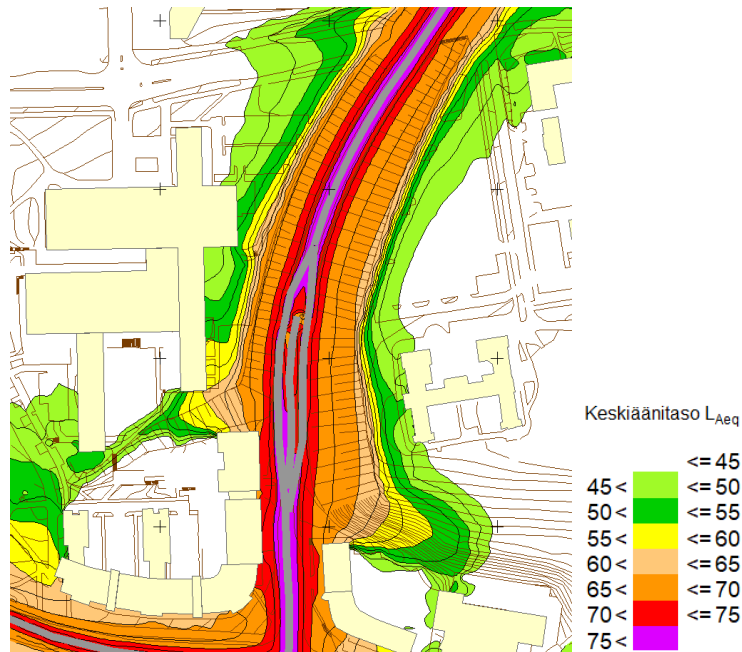 Keskiäänitaso LAeq
<= 45
45 < <= 50
50 < <= 55
55 < <= 60
60 < <= 65
65 < <= 70
70 < <= 75
75 <